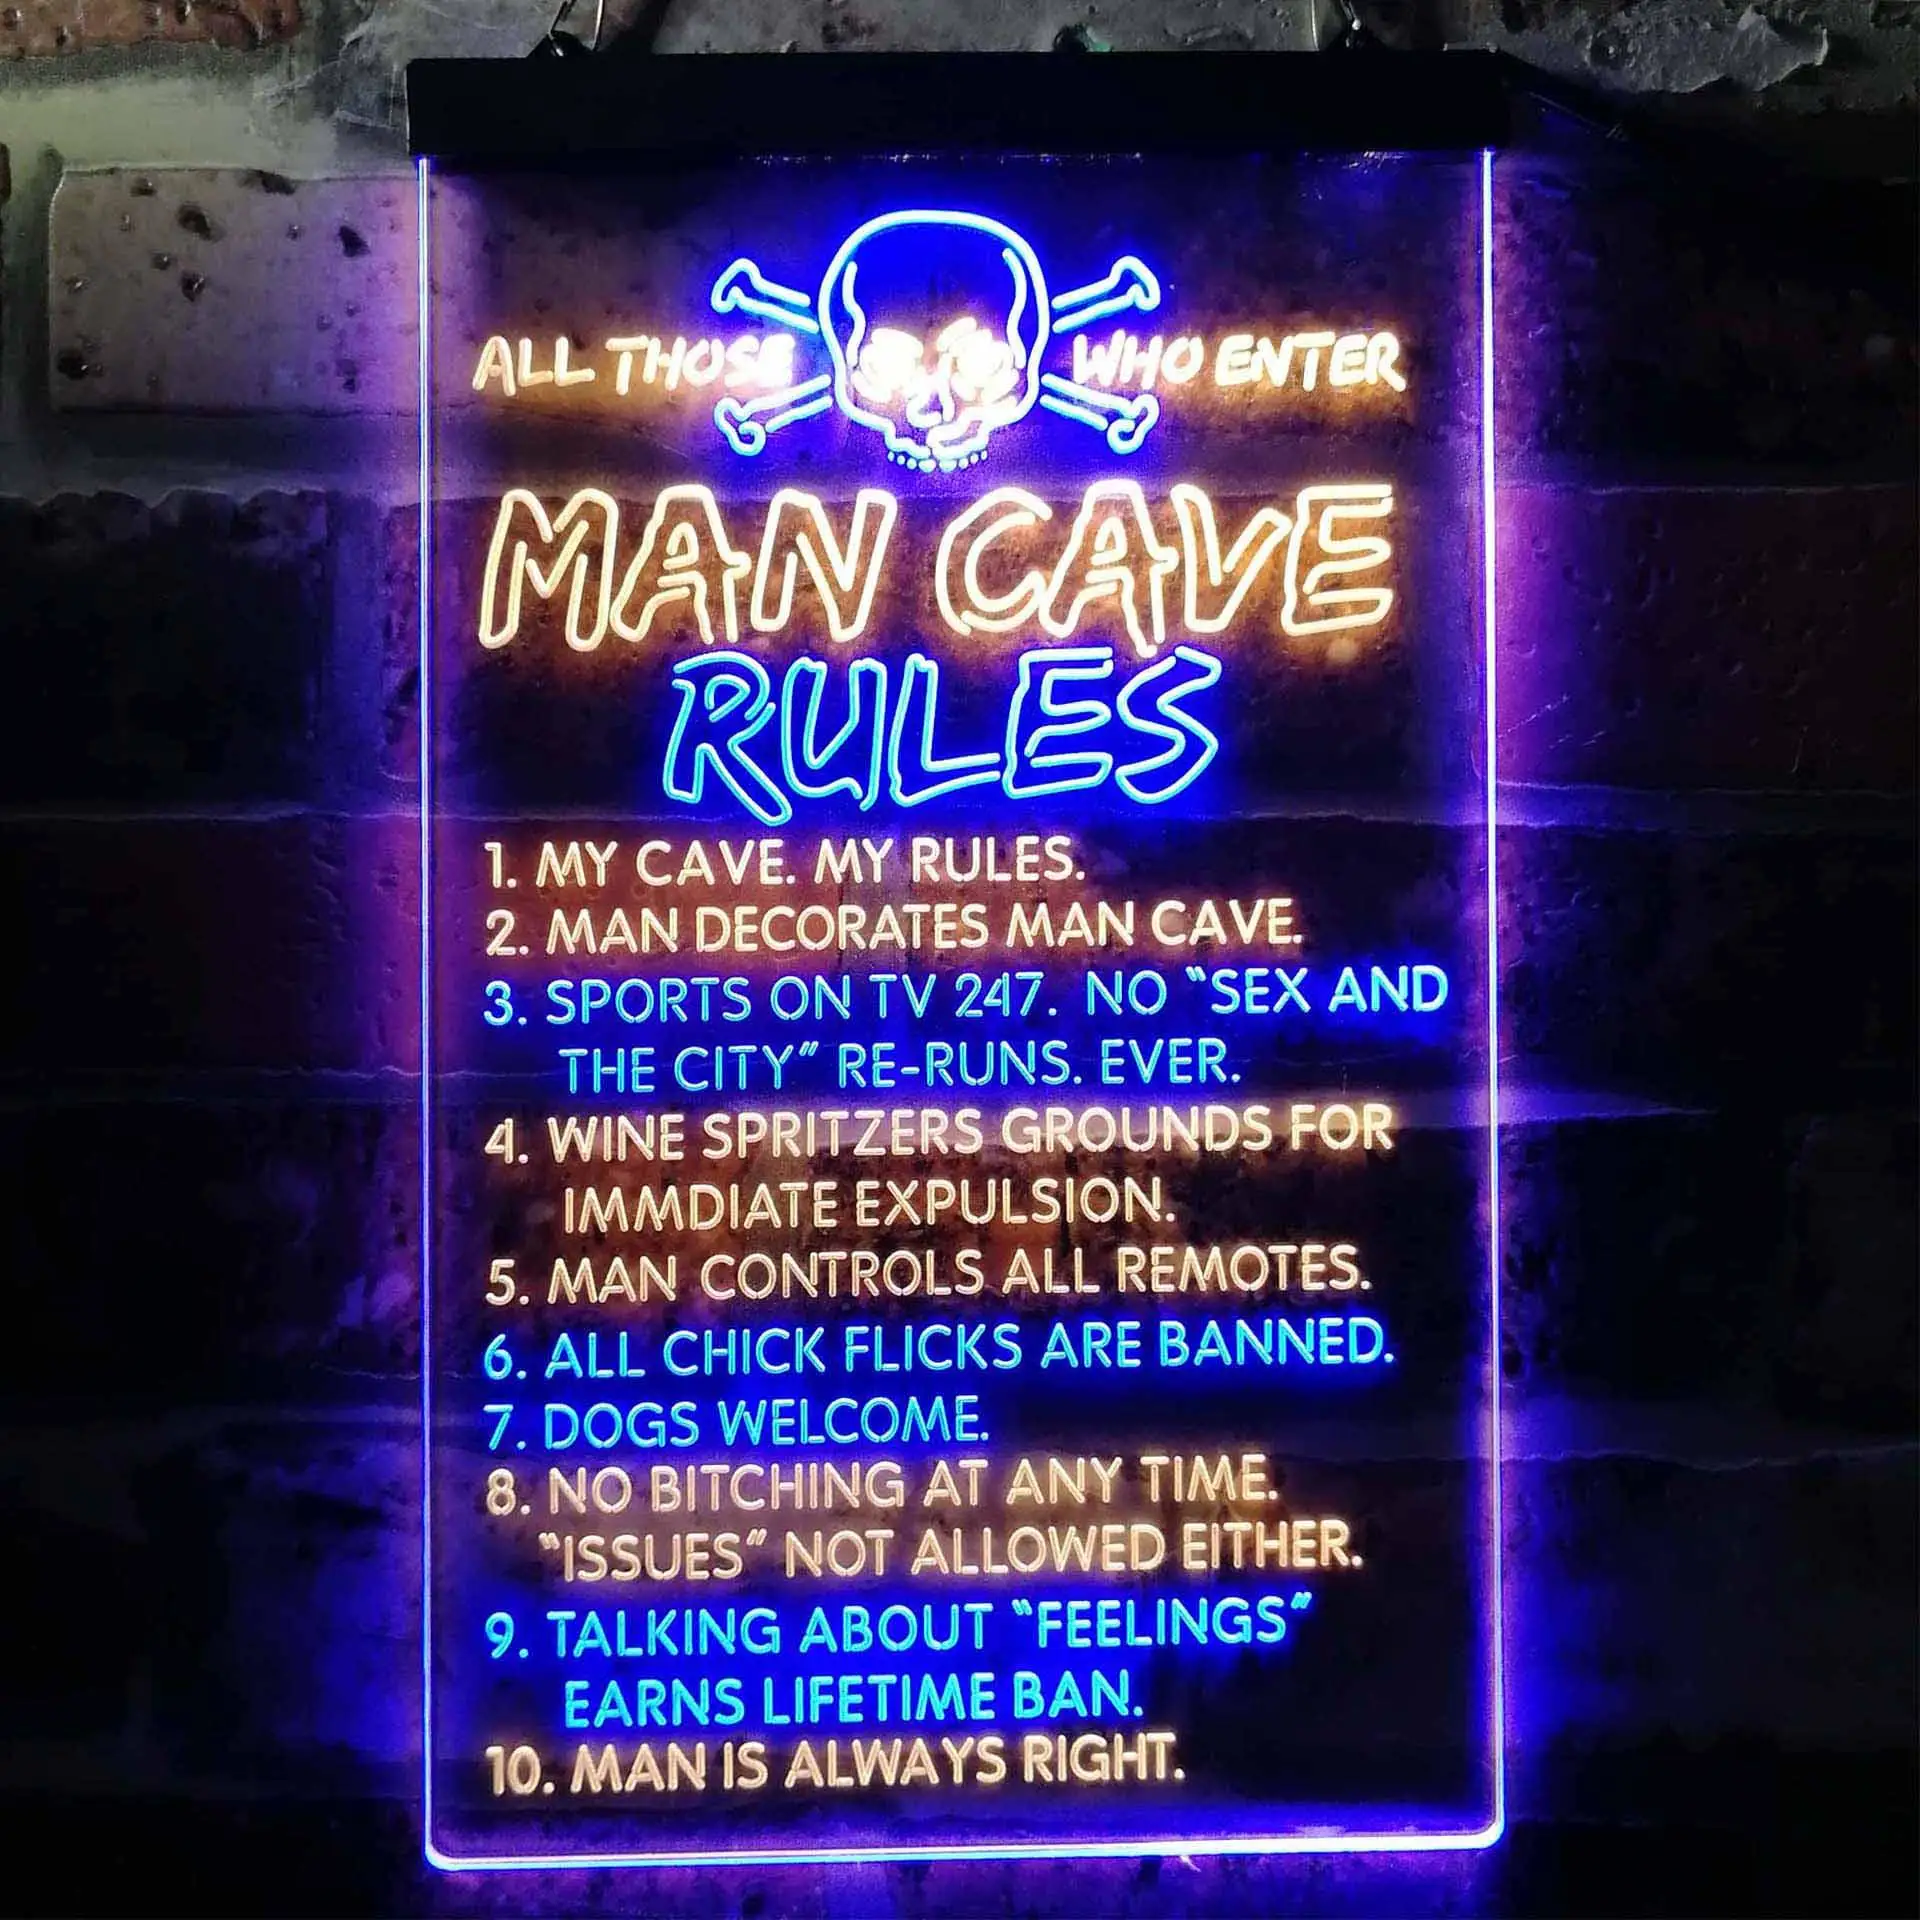 ALL THOSE WHO ENTER
MAN CAVE
RULES
1. MY CAVE. MY RULES.
2. MAN DECORATES MAN CAVE.
3. SPORTS ON TV 247. NO "SEX AND
THE CITY" RE-RUNS. EVER.
4. WINE SPRITZERS GROUNDS FOR
IMMDIATE EXPULSION.
5. MAN CONTROLS ALL REMOTES.
6. ALL CHICK FLICKS ARE BANNED.
7. DOGS WELCOME.
8. NO BITCHING AT ANY TIME.
"ISSUES" NOT ALLOWED EITHER.
9. TALKING ABOUT "FEELINGS"
EARNS LIFETIME BAN.
10. MAN IS ALWAYS RIGHT.